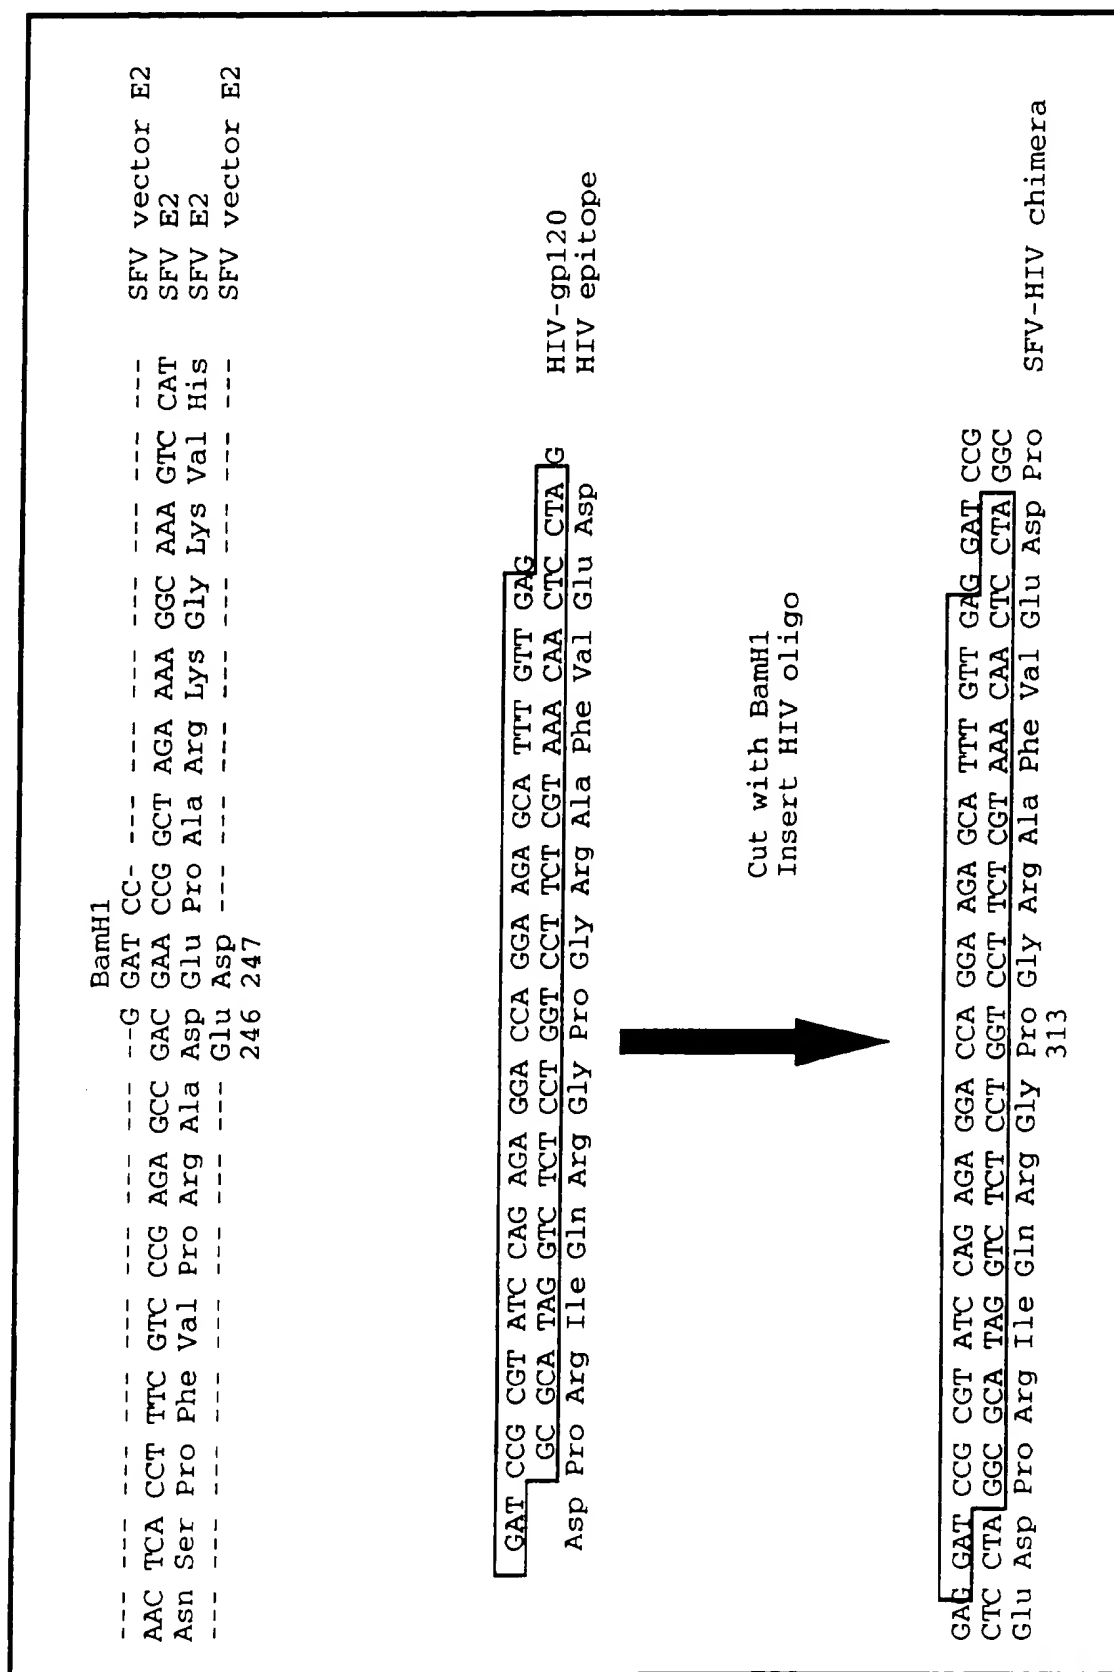 BamH1
--- --- --- --- --- --- --- --G GAT CC- --- --- --- --- --- --- --- SFV vector E2
AAC TCA CCT TTC GTC CCG AGA GCC GAC GAA CCG GCT AGA AAA GGC AAA GTC CAT SFV E2
Asn Ser Pro Phe Val Pro Arg Ala Asp Glu Pro Ala Arg Lys Gly Lys Val His SFV E2
--- --- --- --- --- --- --- --- Glu Asp --- --- --- --- --- --- --- --- SFV vector E2
246 247
GAT CCG CGT ATC CAG AGA GGA CCA GGA AGA GCA TTT GTT GAG
GC GCA TAG GTC TCT CCT GGT CCT TCT CGT AAA CAA CTC CTA G HIV-gp120
Asp Pro Arg Ile Gln Arg Gly Pro Gly Arg Ala Phe Val Glu Asp HIV epitope
Cut with BamH1
Insert HIV oligo
GAG GAT CCG CGT ATC CAG AGA GGA CCA GGA AGA GCA TTT GTT GAG GAT CCG
CTC CTA GGC GCA TAG GTC TCT CCT GGT CCT TCT CGT AAA CAA CTC CTA GGC
Glu Asp Pro Arg Ile Gln Arg Gly Pro Gly Arg Ala Phe Val Glu Asp Pro SFV-HIV chimera
313